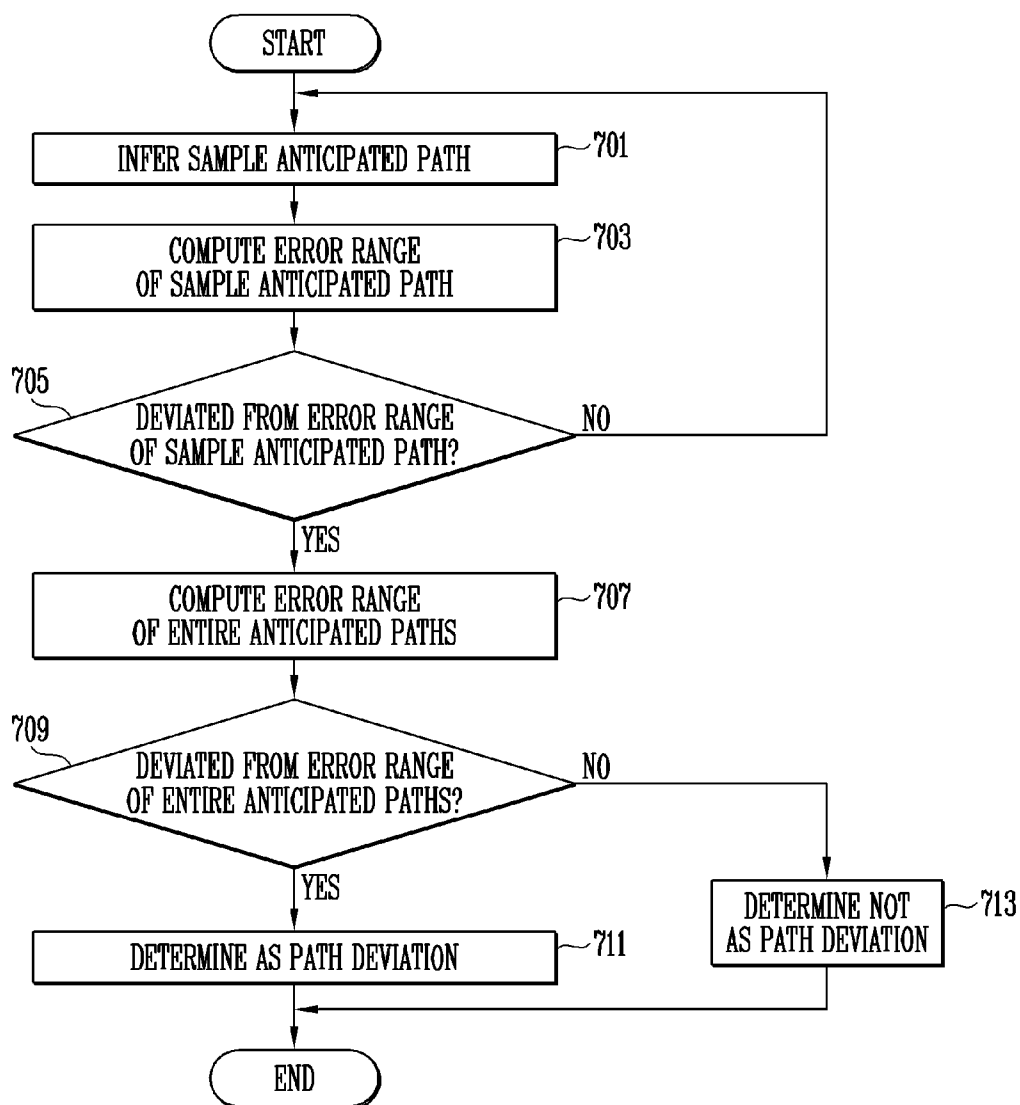 START
INFER SAMPLE ANTICIPATED PATH
701
COMPUTE ERROR RANGE
OF SAMPLE ANTICIPATED PATH
703
705
DEVIATED FROM ERROR RANGE
OF SAMPLE ANTICIPATED PATH?
NO
YES
COMPUTE ERROR RANGE
OF ENTIRE ANTICIPATED PATHS
707
709
DEVIATED FROM ERROR RANGE
OF ENTIRE ANTICIPATED PATHS?
NO
YES
DETERMINE NOT
AS PATH DEVIATION
713
DETERMINE AS PATH DEVIATION
711
END